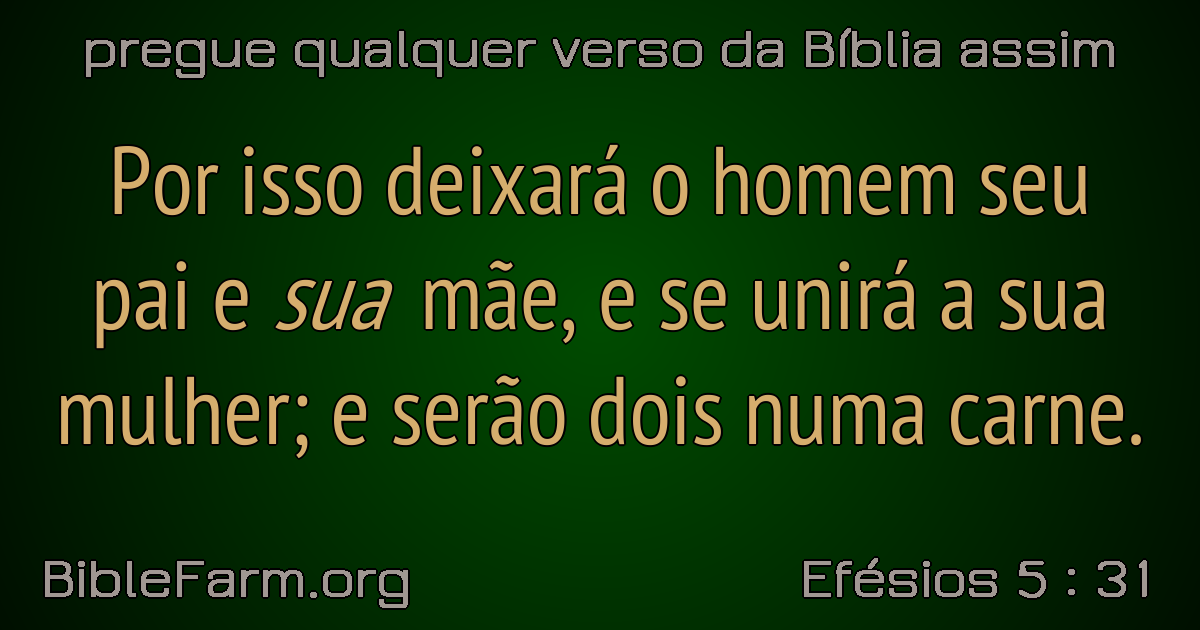 pregue qualquer verso da Bíblia assim
Por isso deixará o homem seu
pai e sua mãe, e se unirá a sua
mulher; e serão dois numa carne.
BibleFarm.org
Efésios 5 : 31